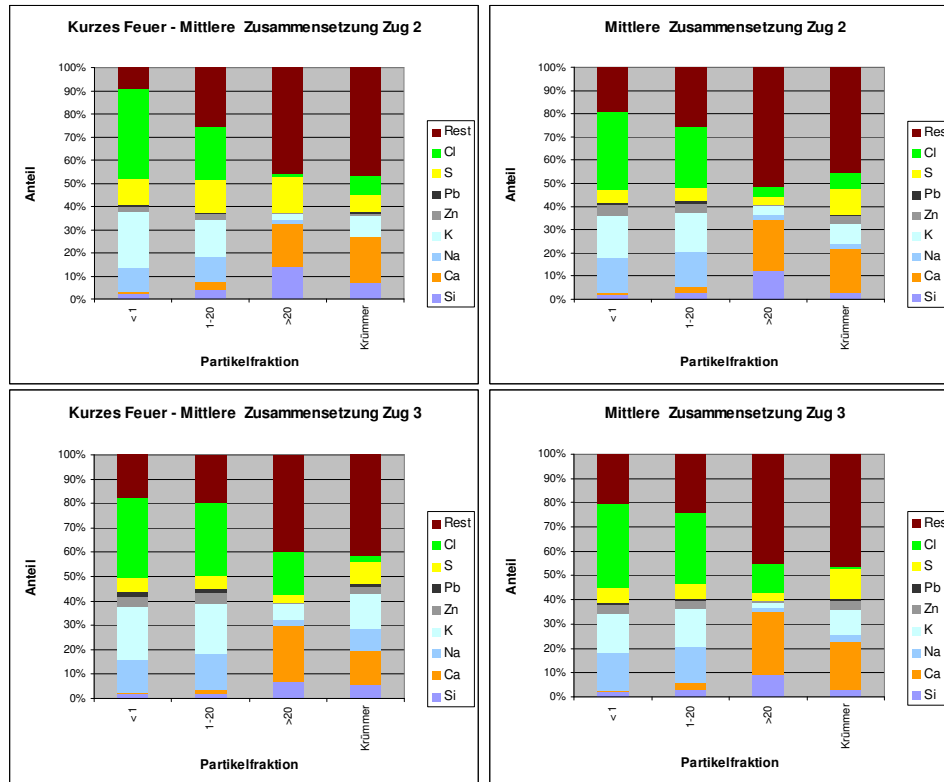 Kurzes Feuer - Mittlere Zusammensetzung Zug 2
100%
90%
80%
70%
60%
50%
40%
30%
20%
10%
0%
Anteil
<1
1-20
>20
Krümmer
Partikelfraktion
Rest
Cl
S
Pb
Zn
K
Na
Ca
Si
Mittlere Zusammensetzung Zug 2
100%
90%
80%
70%
60%
50%
40%
30%
20%
10%
0%
Anteil
<1
1-20
>20
Krümmer
Partikelfraktion
Rest
Cl
S
Pb
Zn
K
Na
Ca
Si
Kurzes Feuer - Mittlere Zusammensetzung Zug 3
100%
90%
80%
70%
60%
50%
40%
30%
20%
10%
0%
Anteil
<1
1-20
>20
Krümmer
Partikelfraktion
Rest
Cl
S
Pb
Zn
K
Na
Ca
Si
Mittlere Zusammensetzung Zug 3
100%
90%
80%
70%
60%
50%
40%
30%
20%
10%
0%
Anteil
<1
1-20
>20
Krümmer
Partikelfraktion
Rest
Cl
S
Pb
Zn
K
Na
Ca
Si